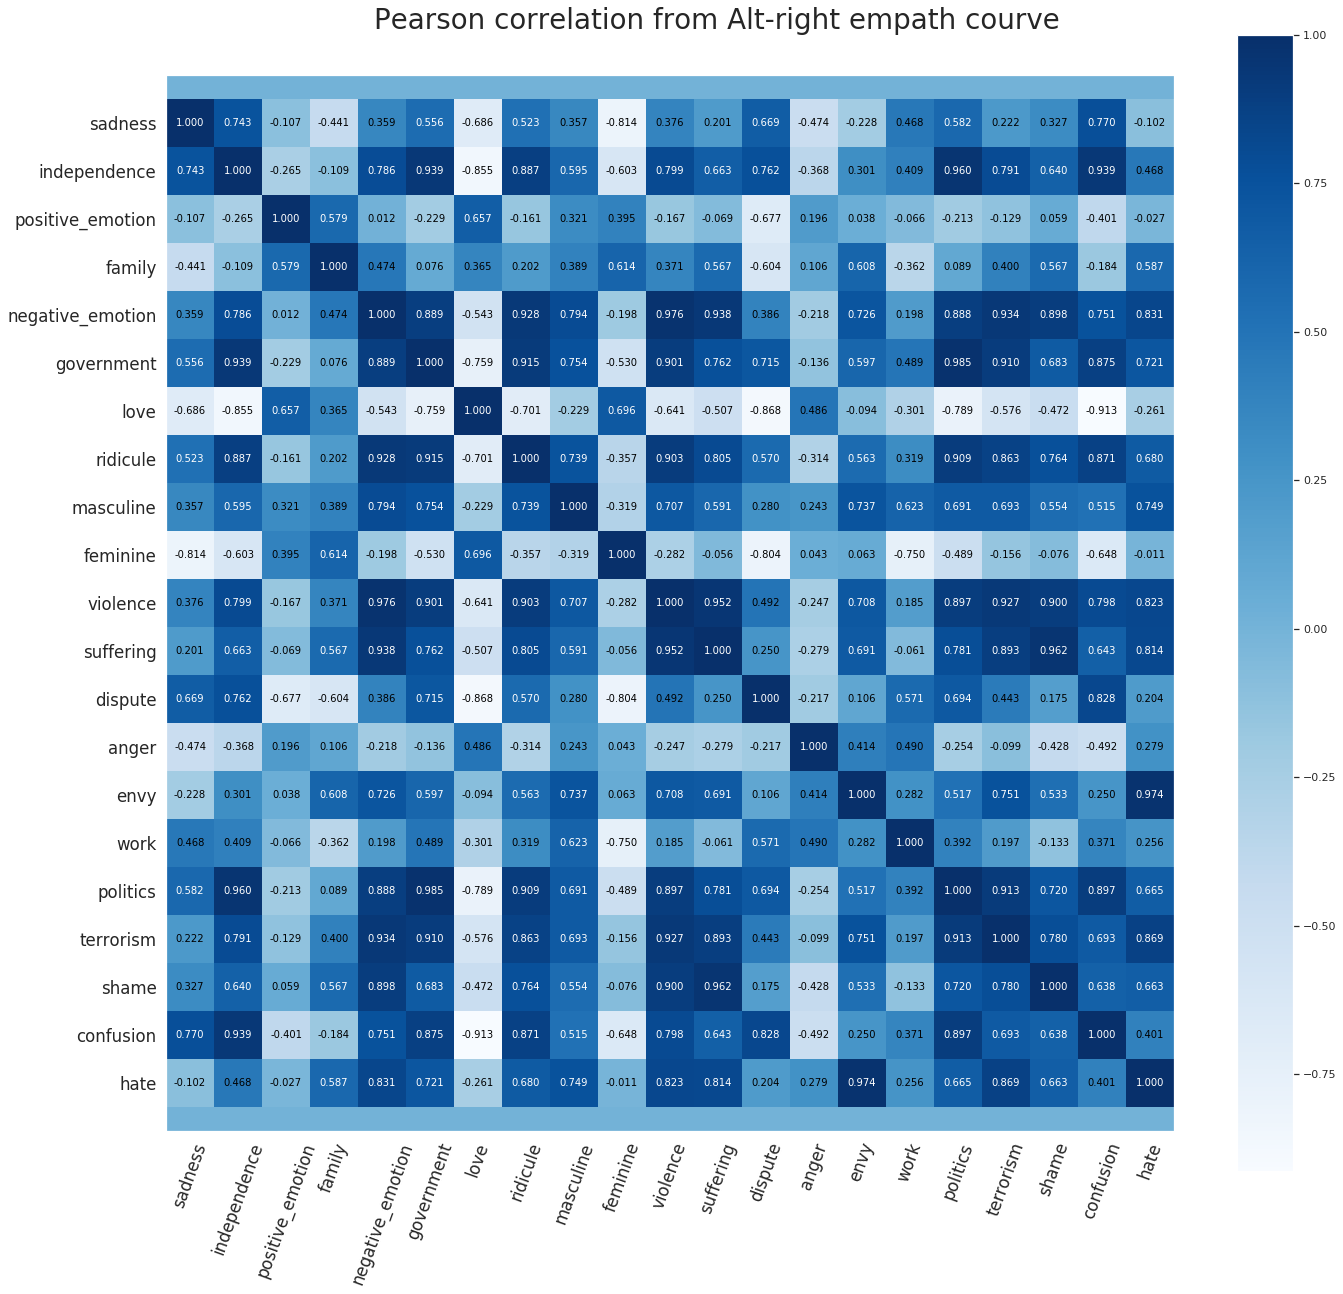 Pearson correlation from Alt-right empath courve
1.00
sadness 1.000 0.743 -0.107 -0.441 0.359 0.556 -0.686 0.523 0.357 -0.814 0.376 0.201 0.669 -0.474 -0.228 0.468 0.582 0.222 0.327 0.770 -0.102
independence 0.743 1.000 -0.265 -0.109 0.786 0.939 -0.855 0.887 0.595 -0.603 0.799 0.663 0.762 -0.368 0.301 0.409 0.960 0.791 0.640 0.939 0.468
0.75
positive_emotion -0.107 -0.265 1.000 0.579 0.012 -0.229 0.657 -0.161 0.321 0.395 -0.167 -0.069 -0.677 0.196 0.038 -0.066 -0.213 -0.129 0.059 -0.401 -0.027
family -0.441 -0.109 0.579 1.000 0.474 0.076 0.365 0.202 0.389 0.614 0.371 0.567 -0.604 0.106 0.608 -0.362 0.089 0.400 0.567 -0.184 0.587
negative_emotion 0.359 0.786 0.012 0.474 1.000 0.889 -0.543 0.928 0.794 -0.198 0.976 0.938 0.386 -0.218 0.726 0.198 0.888 0.934 0.898 0.751 0.831
0.50
government 0.556 0.939 -0.229 0.076 0.889 1.000 -0.759 0.915 0.754 -0.530 0.901 0.762 0.715 -0.136 0.597 0.489 0.985 0.910 0.683 0.875 0.721
love -0.686 -0.855 0.657 0.365 -0.543 -0.759 1.000 -0.701 -0.229 0.696 -0.641 -0.507 -0.868 0.486 -0.094 -0.301 -0.789 -0.576 -0.472 -0.913 -0.261
ridicule 0.523 0.887 -0.161 0.202 0.928 0.915 -0.701 1.000 0.739 -0.357 0.903 0.805 0.570 -0.314 0.563 0.319 0.909 0.863 0.764 0.871 0.680
0.25
masculine 0.357 0.595 0.321 0.389 0.794 0.754 -0.229 0.739 1.000 -0.319 0.707 0.591 0.280 0.243 0.737 0.623 0.691 0.693 0.554 0.515 0.749
feminine -0.814 -0.603 0.395 0.614 -0.198 -0.530 0.696 -0.357 -0.319 1.000 -0.282 -0.056 -0.804 0.043 0.063 -0.750 -0.489 -0.156 -0.076 -0.648 -0.011
violence 0.376 0.799 -0.167 0.371 0.976 0.901 -0.641 0.903 0.707 -0.282 1.000 0.952 0.492 -0.247 0.708 0.185 0.897 0.927 0.900 0.798 0.823
0.00
suffering 0.201 0.663 -0.069 0.567 0.938 0.762 -0.507 0.805 0.591 -0.056 0.952 1.000 0.250 -0.279 0.691 -0.061 0.781 0.893 0.962 0.643 0.814
dispute 0.669 0.762 -0.677 -0.604 0.386 0.715 -0.868 0.570 0.280 -0.804 0.492 0.250 1.000 -0.217 0.106 0.571 0.694 0.443 0.175 0.828 0.204
anger -0.474 -0.368 0.196 0.106 -0.218 -0.136 0.486 -0.314 0.243 0.043 -0.247 -0.279 -0.217 1.000 0.414 0.490 -0.254 -0.099 -0.428 -0.492 0.279
−0.25
envy -0.228 0.301 0.038 0.608 0.726 0.597 -0.094 0.563 0.737 0.063 0.708 0.691 0.106 0.414 1.000 0.282 0.517 0.751 0.533 0.250 0.974
work 0.468 0.409 -0.066 -0.362 0.198 0.489 -0.301 0.319 0.623 -0.750 0.185 -0.061 0.571 0.490 0.282 1.000 0.392 0.197 -0.133 0.371 0.256
politics 0.582 0.960 -0.213 0.089 0.888 0.985 -0.789 0.909 0.691 -0.489 0.897 0.781 0.694 -0.254 0.517 0.392 1.000 0.913 0.720 0.897 0.665
−0.50
terrorism 0.222 0.791 -0.129 0.400 0.934 0.910 -0.576 0.863 0.693 -0.156 0.927 0.893 0.443 -0.099 0.751 0.197 0.913 1.000 0.780 0.693 0.869
shame 0.327 0.640 0.059 0.567 0.898 0.683 -0.472 0.764 0.554 -0.076 0.900 0.962 0.175 -0.428 0.533 -0.133 0.720 0.780 1.000 0.638 0.663
confusion 0.770 0.939 -0.401 -0.184 0.751 0.875 -0.913 0.871 0.515 -0.648 0.798 0.643 0.828 -0.492 0.250 0.371 0.897 0.693 0.638 1.000 0.401
−0.75
hate -0.102 0.468 -0.027 0.587 0.831 0.721 -0.261 0.680 0.749 -0.011 0.823 0.814 0.204 0.279 0.974 0.256 0.665 0.869 0.663 0.401 1.000
sadness independence positive_emotion family negative_emotion government love ridicule masculine feminine violence suffering dispute anger envy work politics terrorism shame confusion hate